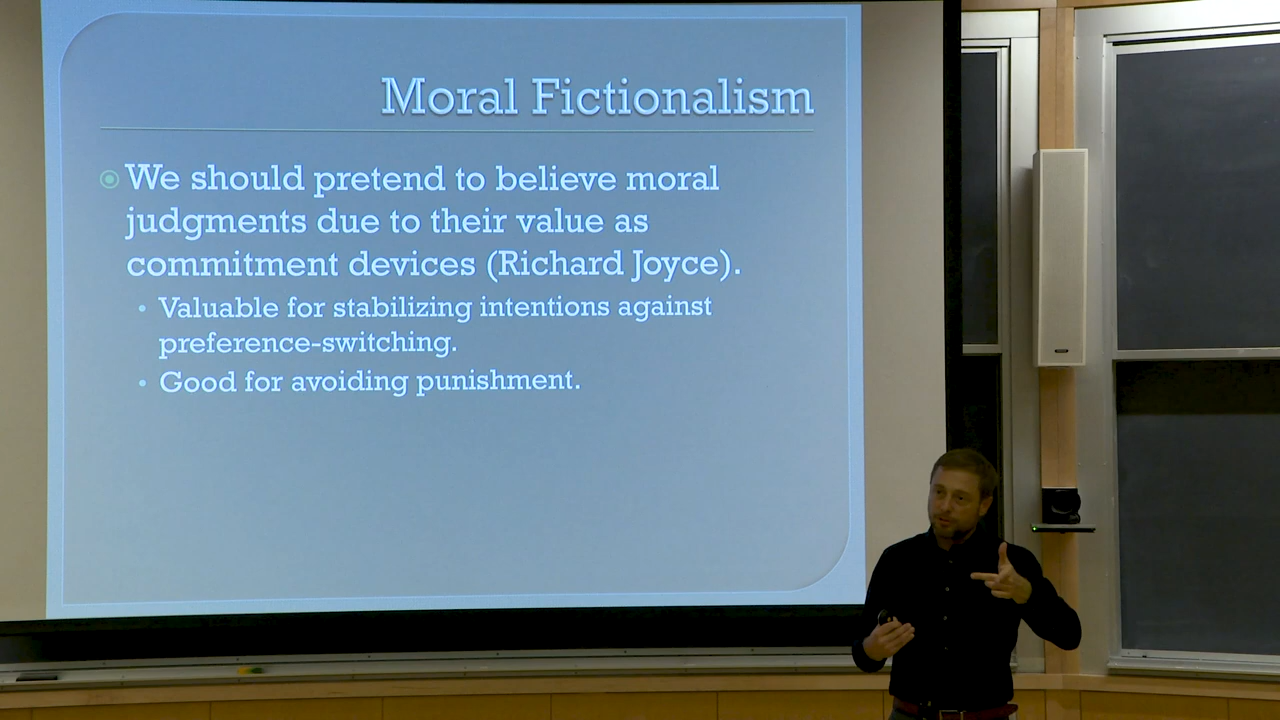 Moral Fictionalism
We should pretend to believe moral
judgments due to their value as
commitment devices (Richard Joyce).
• Valuable for stabilizing intentions against
preference-switching.
• Good for avoiding punishment.